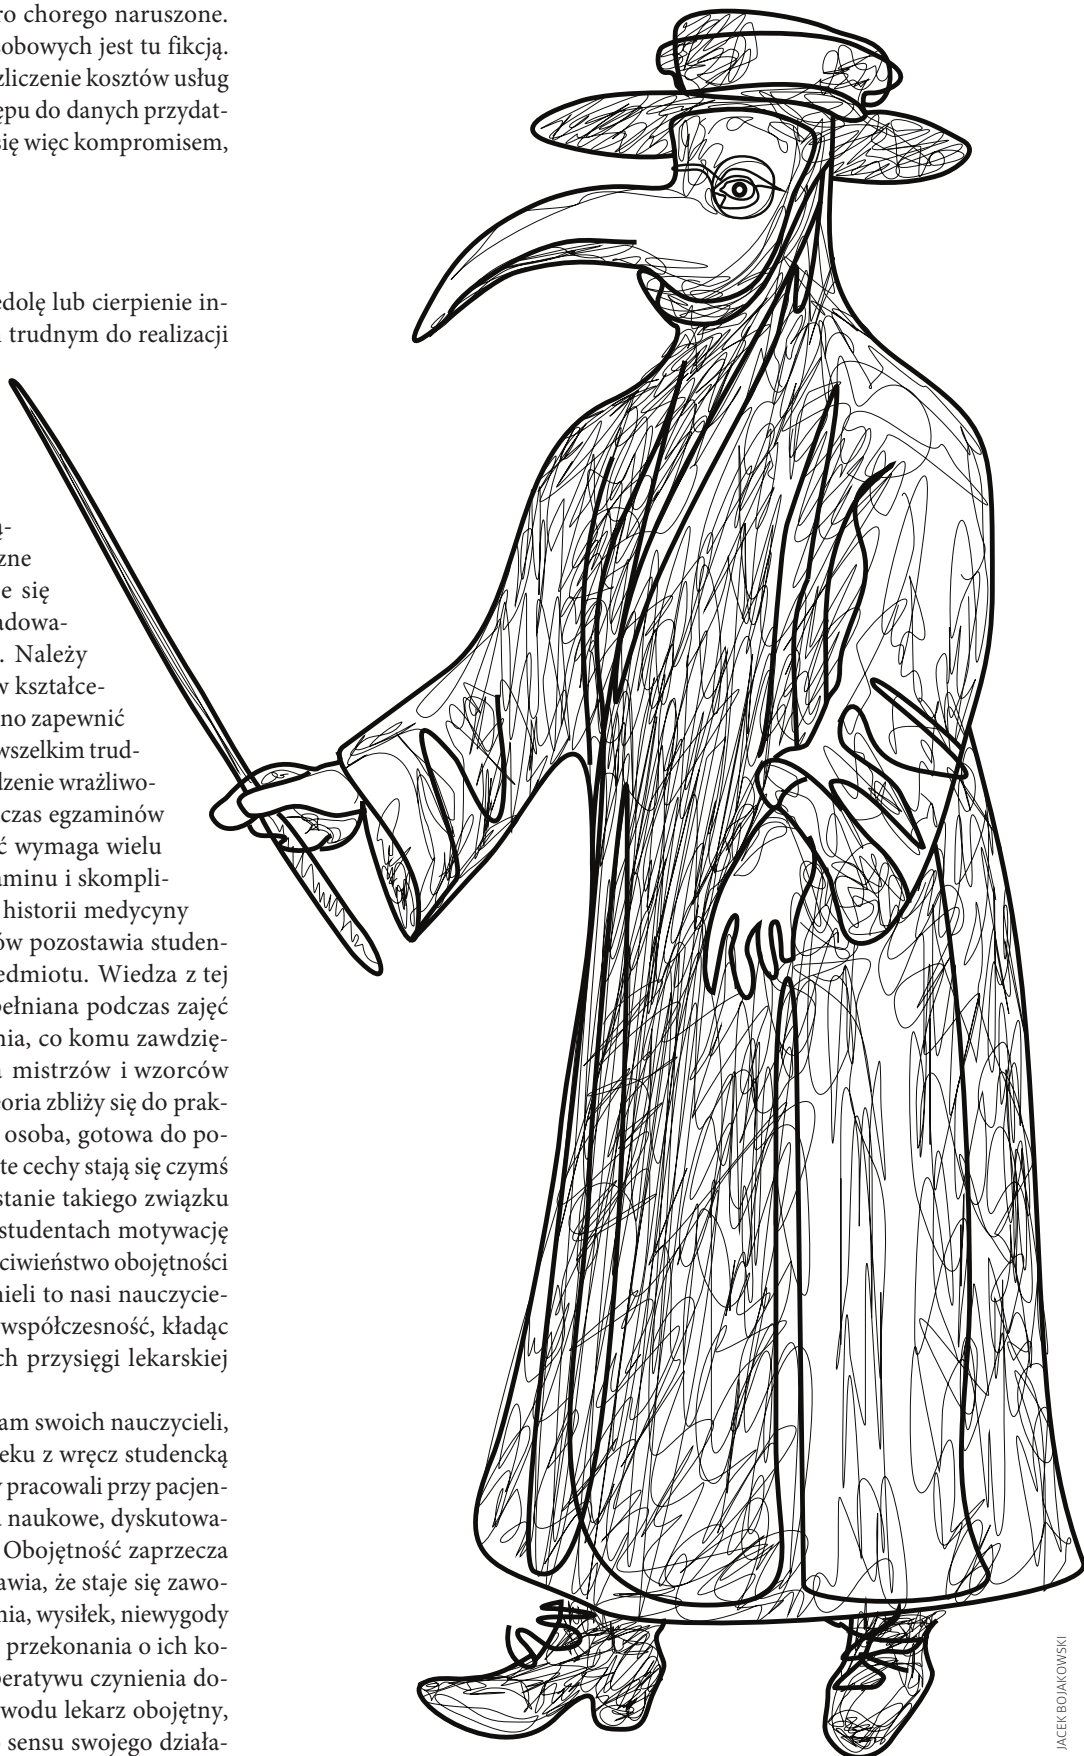 ro chorego naruszone.
obowych jest tu fikcją.
zliczenie kosztów usług
ępu do danych przydat-
się więc kompromisem,
edolę lub cierpienie in-
trudnym do realizacji
ą-
zne
e się
adowa-
. Należy
w kształce-
no zapewnić
wszelkim trud-
dzenie wrażliwo-
czas egzaminów
ć wymaga wielu
aminu i skompli-
historii medycyny
ów pozostawia studen-
edmiotu. Wiedza z tej
pełniana podczas zajęć
nia, co komu zawdzię-
mistrzów i wzorców
eoria zbliży się do prak-
osoba, gotowa do po-
te cechy stają się czymś
stanie takiego związku
studentach motywację
ciwieństwo obojętności
nieli to nasi nauczycie-
współczesność, kładąc
ch przysięgi lekarskiej
am swoich nauczycieli,
eku z wręcz studencką
y pracowali przy pacjen-
naukowe, dyskutowa-
Obojętność zaprzecza
awia, że staje się zawo-
nia, wysiłek, niewygody
przekonania o ich ko-
peratywu czynienia do-
wodu lekarz obojętny,
sensu swojego działa-
JACEK BOJAKOWSKI